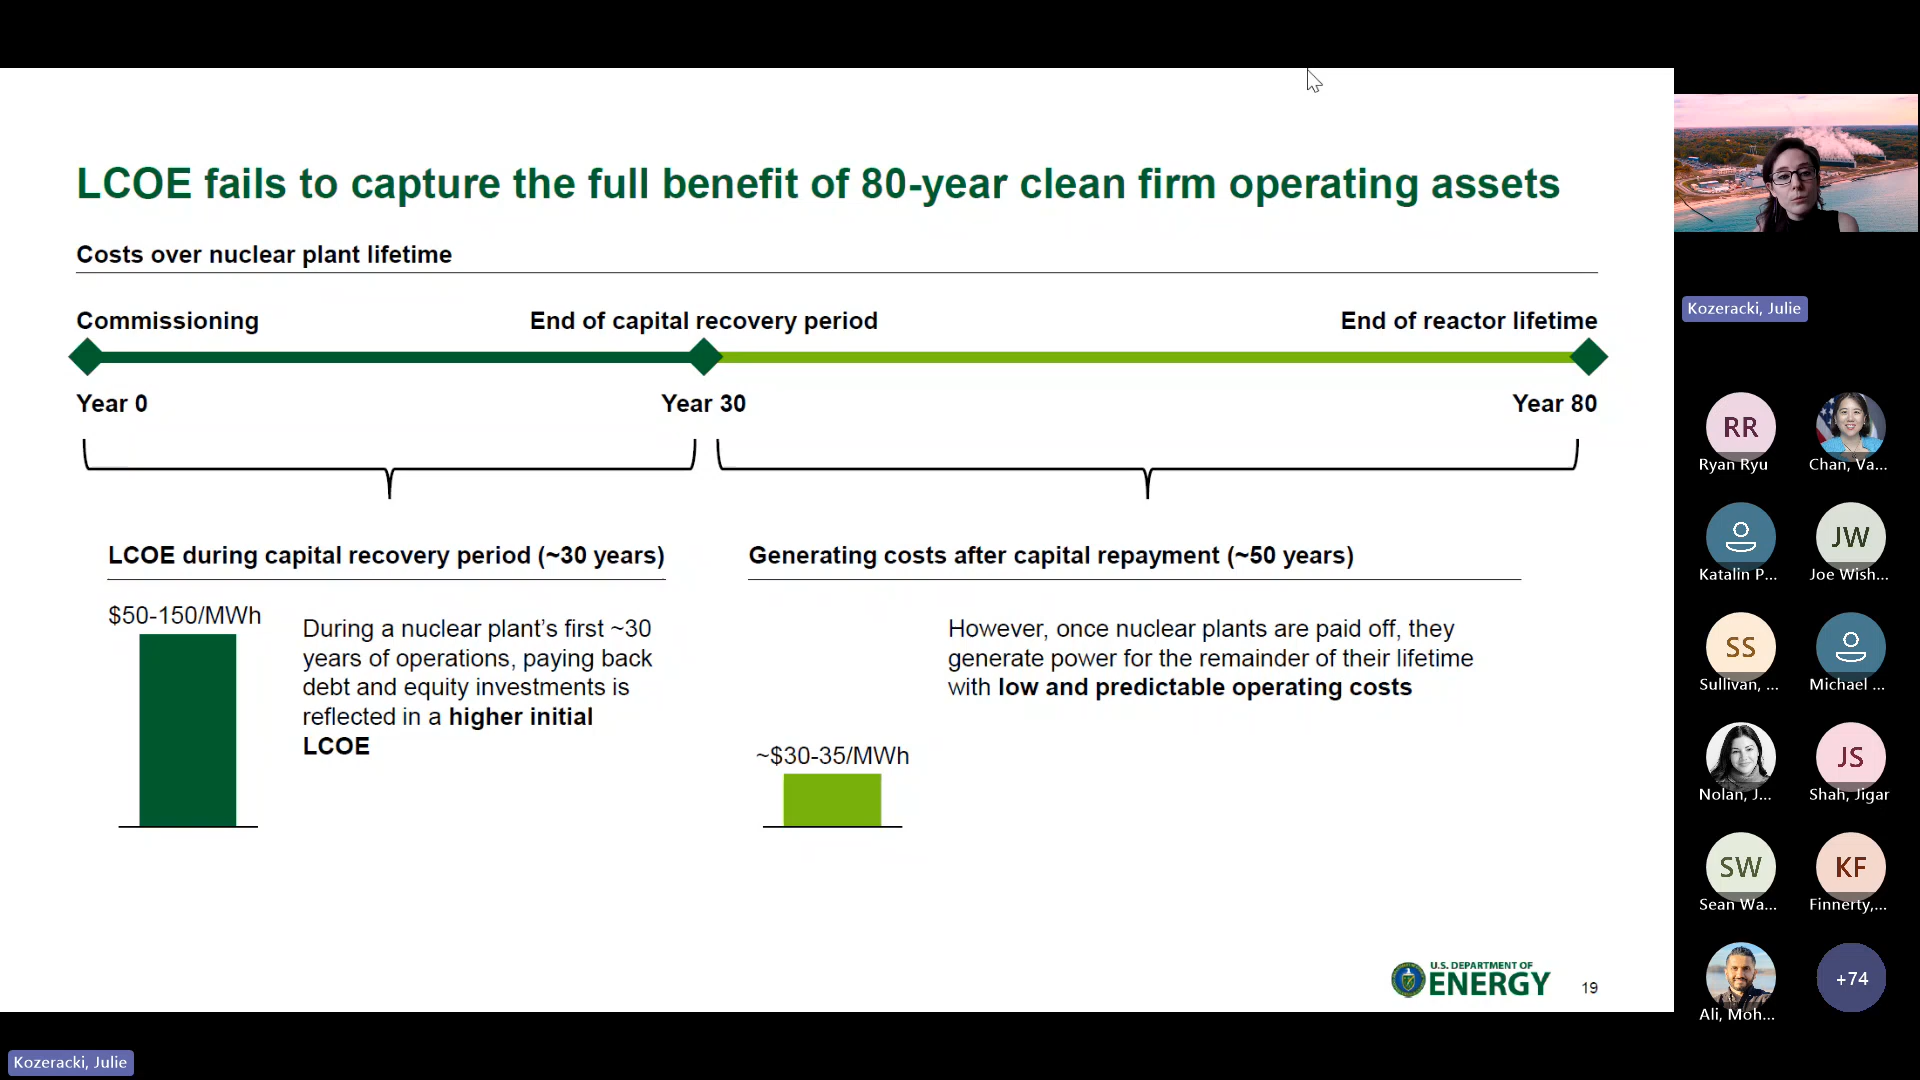 LCOE fails to capture the full benefit of 80-year clean firm operating assets
Costs over nuclear plant lifetime
Commissioning
End of capital recovery period
End of reactor lifetime
Year 0
Year 30
Year 80
LCOE during capital recovery period (~30 years)
$50-150/MWh
During a nuclear plant's first ~30
years of operations, paying back
debt and equity investments is
reflected in a higher initial
LCOE
Generating costs after capital repayment (~50 years)
~$30-35/MWh
However, once nuclear plants are paid off, they
generate power for the remainder of their lifetime
with low and predictable operating costs
U.S. DEPARTMENT OF
ENERGY
19
Kozeracki, Julie
RR
Ryan Ryu
Chan, Va...
Katalin P...
JW
Joe Wish...
SS
Sullivan, ...
Michael ...
Nolan, J...
JS
Shah, Jigar
SW
Sean Wa...
KF
Finnerty,...
Ali, Moh...
+74
Kozeracki, Julie